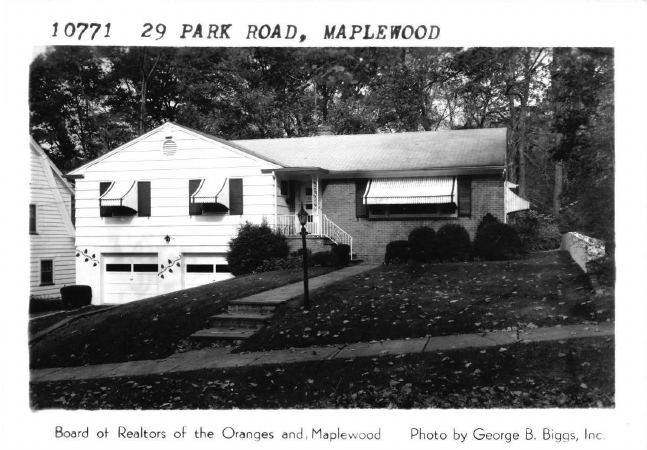 10771 29 PARK ROAD, MAPLEWOOD
Board of Realtors of the Oranges and, Maplewood Photo by George B. Biggs, Inc.